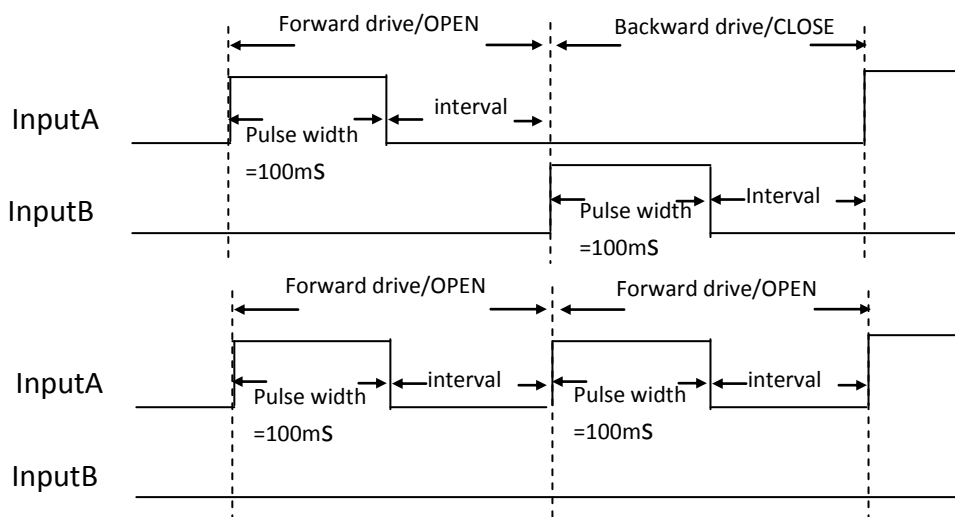 Forward drive/OPEN Backward drive/CLOSE
InputA
interval
Pulse width
=100mS
InputB
Interval
Pulse width
=100mS
Forward drive/OPEN Forward drive/OPEN
InputA
interval interval
Pulse width Pulse width
=100mS =100mS
InputB